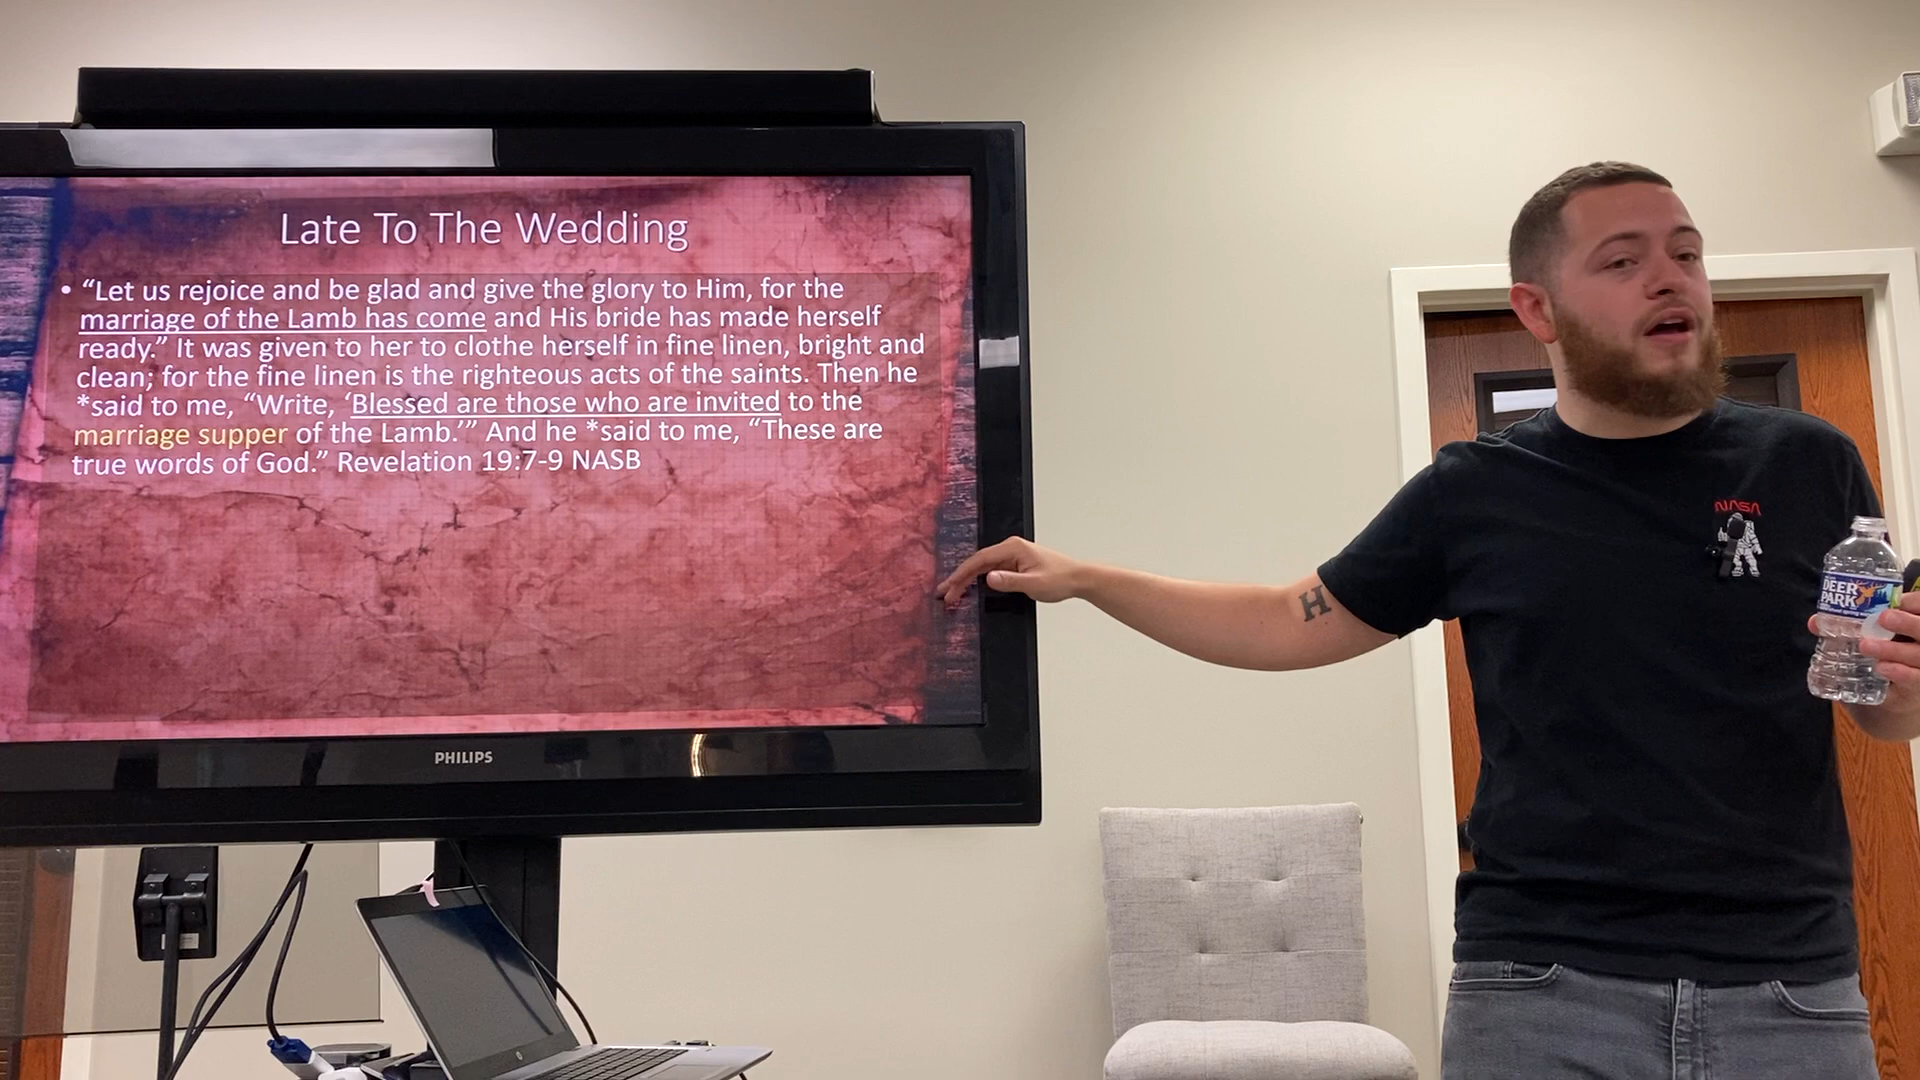 Late To The Wedding
• “Let us rejoice and be glad and give the glory to Him, for the
marriage of the Lamb has come and His bride has made herself
ready.” It was given to her to clothe herself in fine linen, bright and
clean; for the fine linen is the righteous acts of the saints. Then he
*said to me, “Write, ‘Blessed are those who are invited to the
marriage supper of the Lamb.’” And he *said to me, “These are
true words of God.” Revelation 19:7-9 NASB
PHILIPS
H
NASA
DEER
PARK